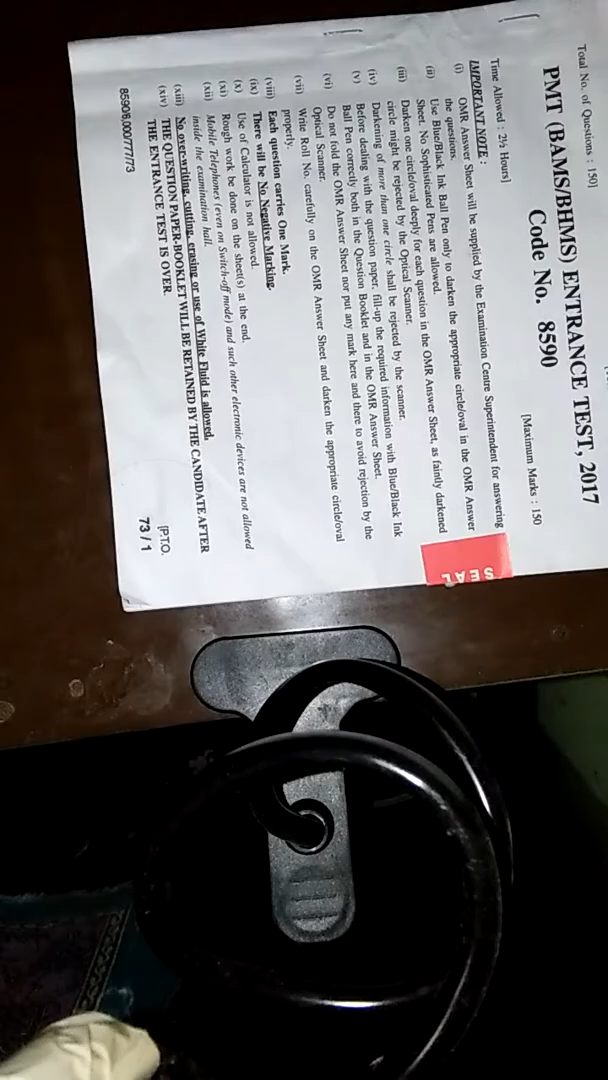 Total No. of Questions : 150]
PMT (BAMS/BHMS) ENTRANCE TEST, 2017
Code No. 8590
Time Allowed : 2½ Hours]
[Maximum Marks : 150
IMPORTANT NOTE :
(i) OMR Answer Sheet will be supplied by the Examination Centre Superintendent for answering
the questions.
(ii) Use Blue/Black Ink Ball Pen only to darken the appropriate circle/oval in the OMR Answer
Sheet. No Sophisticated Pens are allowed.
(iii) Darken one circle/oval deeply for each question in the OMR Answer Sheet, as faintly darkened
circle might be rejected by the Optical Scanner.
(iv) Darkening of more than one circle shall be rejected by the scanner.
(v) Before dealing with the question paper, fill-up the required information with Blue/Black Ink
Ball Pen correctly both in the Question Booklet and in the OMR Answer Sheet.
(vi) Do not fold the OMR Answer Sheet nor put any mark here and there to avoid rejection by the
Optical Scanner.
(vii) Write Roll No. carefully on the OMR Answer Sheet and darken the appropriate circle/oval
properly.
(viii) Each question carries One Mark.
(ix) There will be No Negative Marking.
(x) Use of Calculator is not allowed.
(xi) Rough work be done on the sheet(s) at the end.
(xii) Mobile Telephones (even on Switch-off mode) and such other electronic devices are not allowed
inside the examination hall.
(xiii) No over-writing, cutting, erasing or use of White Fluid is allowed.
(xiv) THE QUESTION PAPER-BOOKLET WILL BE RETAINED BY THE CANDIDATE AFTER
THE ENTRANCE TEST IS OVER.
[P.T.O.
8590/8,000/777/73
73 / 1
SEAL